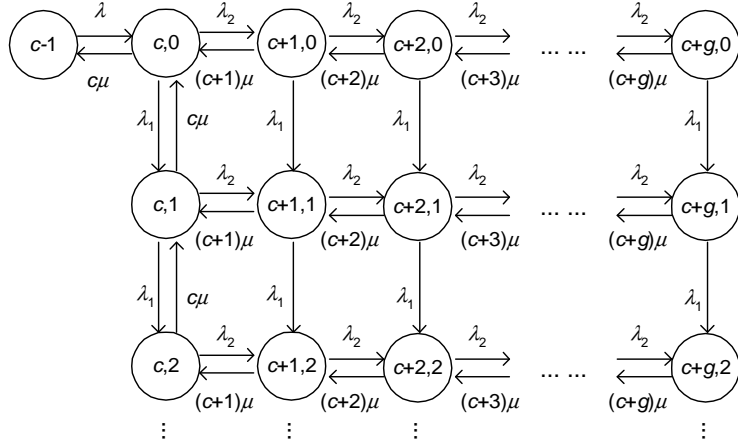 λ λ₂ λ₂ λ₂ λ₂
c-1 c,0 c+1,0 c+2,0 ... ... c+g,0
cμ (c+1)μ (c+2)μ (c+3)μ (c+g)μ
λ₁ cμ λ₁ λ₁ λ₁
λ₂ λ₂ λ₂ λ₂
c,1 c+1,1 c+2,1 ... ... c+g,1
(c+1)μ (c+2)μ (c+3)μ (c+g)μ
λ₁ cμ λ₁ λ₁ λ₁
λ₂ λ₂ λ₂ λ₂
c,2 c+1,2 c+2,2 ... ... c+g,2
(c+1)μ (c+2)μ (c+3)μ (c+g)μ
⋮ ⋮ ⋮ ⋮